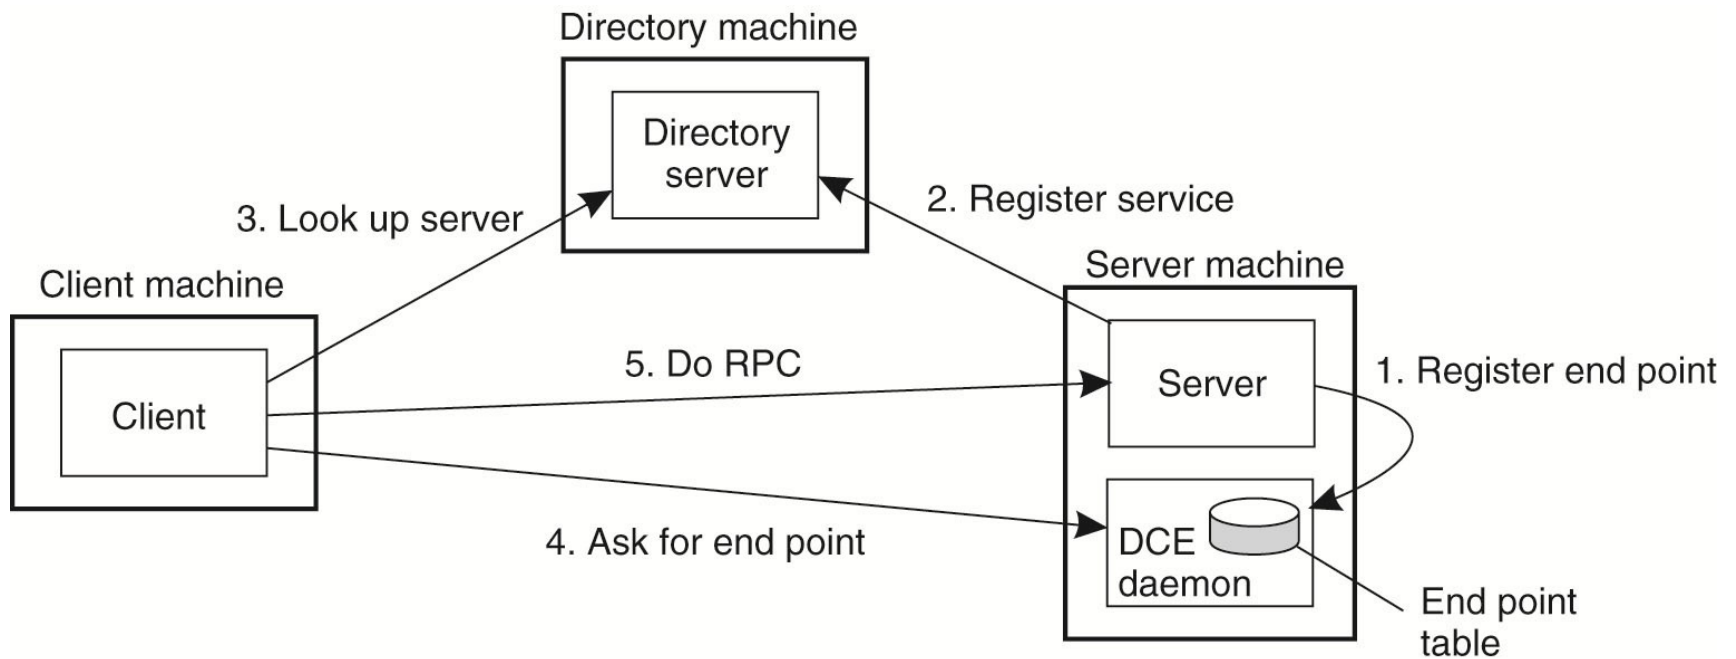 Directory machine
Directory
server
2. Register service
3. Look up server
Server machine
Client machine
5. Do RPC
1. Register end point
Server
Client
4. Ask for end point
DCE
daemon
End point
table